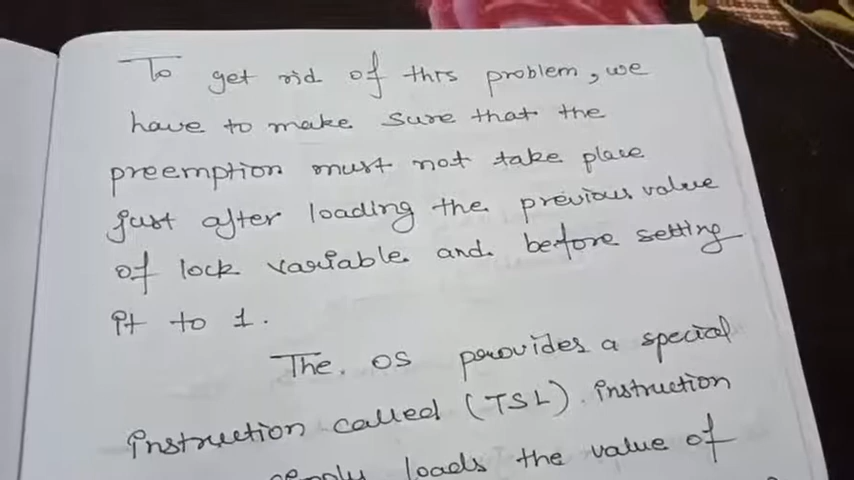 To get rid of this problem, we
have to make sure that the
preemption must not take place
just after loading the previous value
of lock variable and before setting
it to 1.
The OS provides a special
instruction called (TSL) instruction
loads the value of